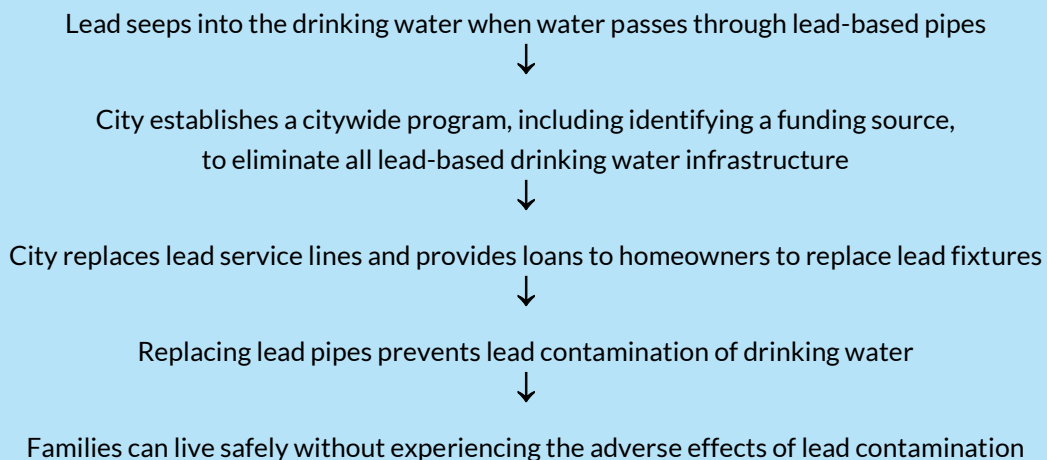 Lead seeps into the drinking water when water passes through lead-based pipes
↓
City establishes a citywide program, including identifying a funding source,
to eliminate all lead-based drinking water infrastructure
↓
City replaces lead service lines and provides loans to homeowners to replace lead fixtures
↓
Replacing lead pipes prevents lead contamination of drinking water
↓
Families can live safely without experiencing the adverse effects of lead contamination